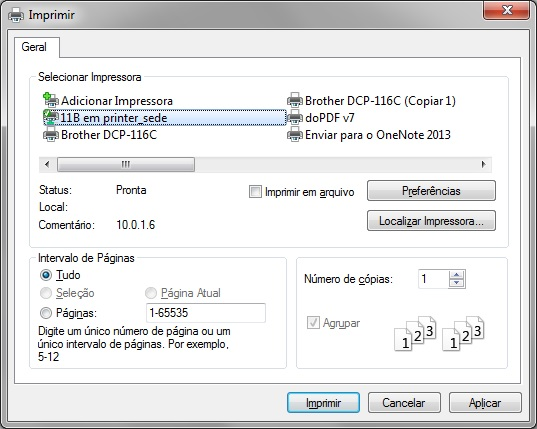 Imprimir
Geral
Selecionar Impressora
Adicionar Impressora
Brother DCP-116C (Copiar 1)
11B em printer_sede
doPDF v7
Brother DCP-116C
Enviar para o OneNote 2013
Status: Pronta
Imprimir em arquivo
Preferências
Local:
Localizar Impressora...
Comentário: 10.0.1.6
Intervalo de Páginas
Tudo
Seleção
Página Atual
Páginas: 1-65535
Digite um único número de página ou um
único intervalo de páginas. Por exemplo,
5-12
Número de cópias: 1
Agrupar
1 2 3 1 2 3
Imprimir
Cancelar
Aplicar